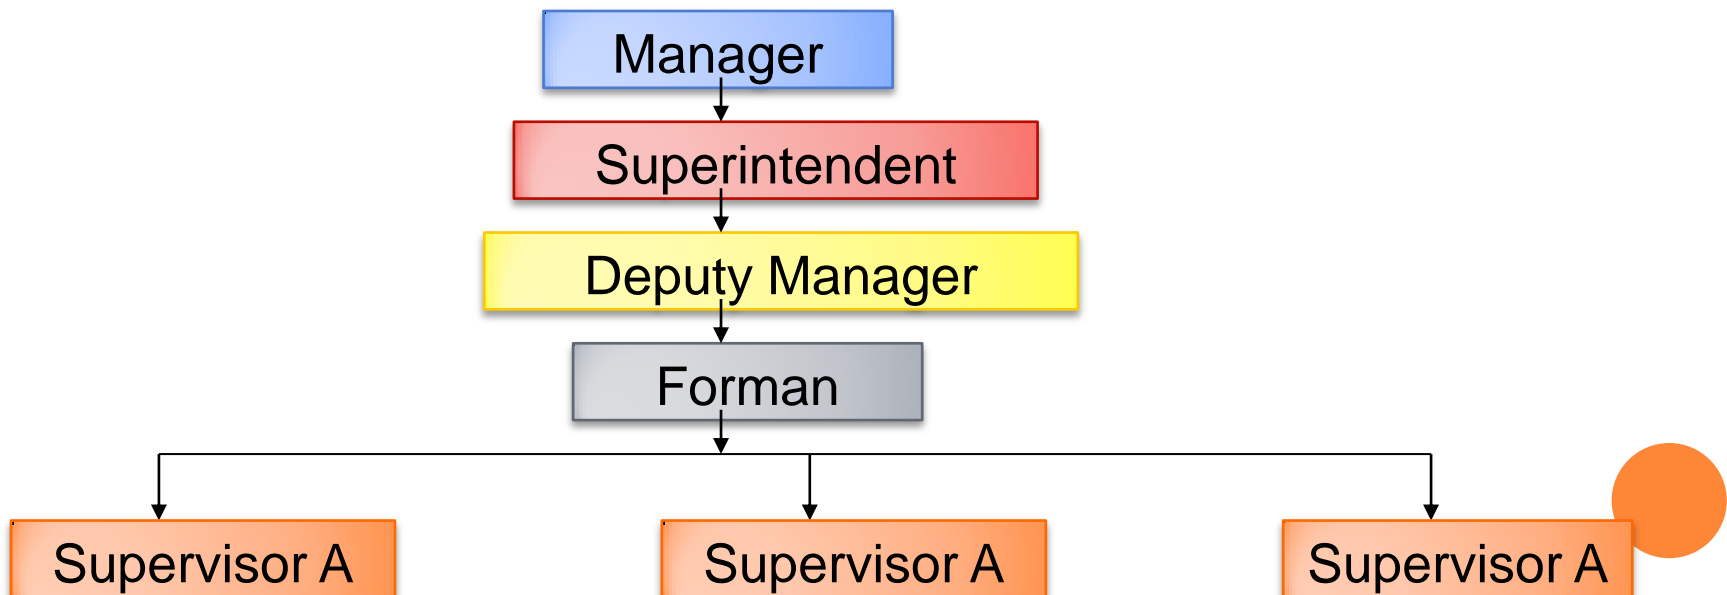 Manager
Superintendent
Deputy Manager
Forman
Supervisor A
Supervisor A
Supervisor A